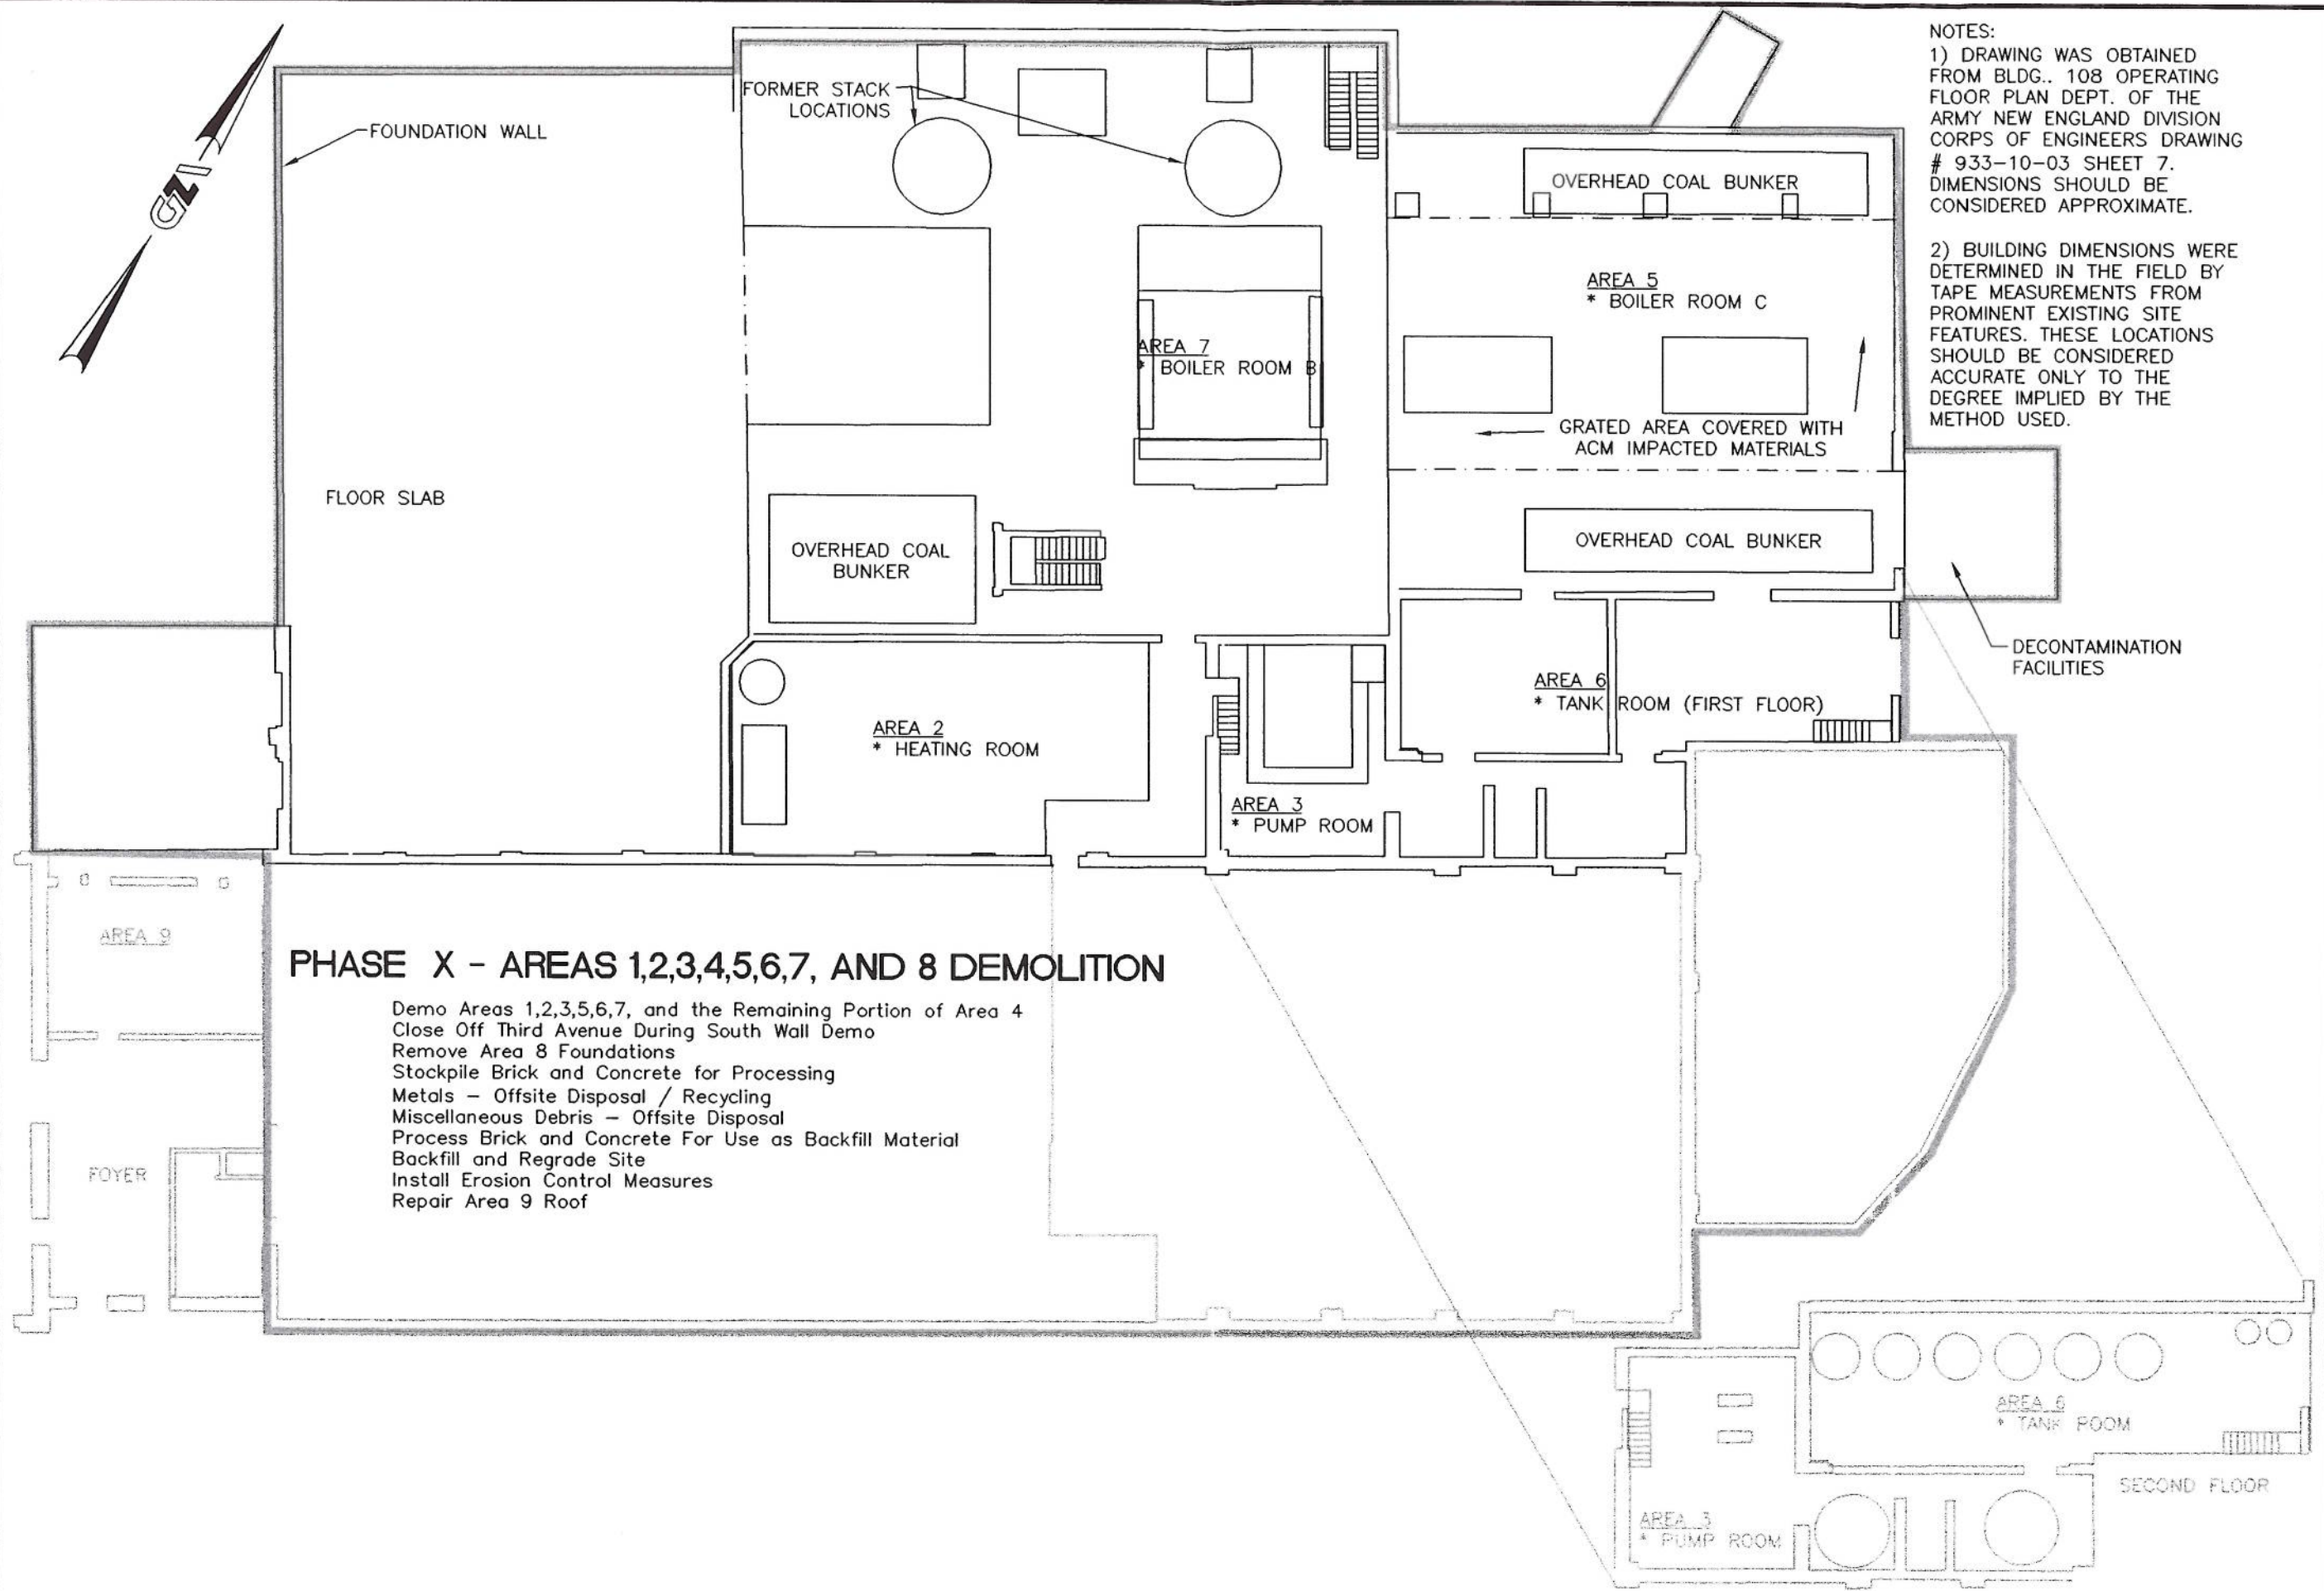 NOTES:
1) DRAWING WAS OBTAINED
FROM BLDG.. 108 OPERATING
FLOOR PLAN DEPT. OF THE
ARMY NEW ENGLAND DIVISION
CORPS OF ENGINEERS DRAWING
# 933-10-03 SHEET 7.
DIMENSIONS SHOULD BE
CONSIDERED APPROXIMATE.
2) BUILDING DIMENSIONS WERE
DETERMINED IN THE FIELD BY
TAPE MEASUREMENTS FROM
PROMINENT EXISTING SITE
FEATURES. THESE LOCATIONS
SHOULD BE CONSIDERED
ACCURATE ONLY TO THE
DEGREE IMPLIED BY THE
METHOD USED.
GZ
FOUNDATION WALL
FORMER STACK
LOCATIONS
OVERHEAD COAL BUNKER
AREA 5
* BOILER ROOM C
AREA 7
* BOILER ROOM B
GRATED AREA COVERED WITH
ACM IMPACTED MATERIALS
FLOOR SLAB
OVERHEAD COAL
BUNKER
OVERHEAD COAL BUNKER
DECONTAMINATION
FACILITIES
AREA 6
* TANK ROOM (FIRST FLOOR)
AREA 2
* HEATING ROOM
AREA 3
* PUMP ROOM
AREA 9
PHASE X - AREAS 1,2,3,4,5,6,7, AND 8 DEMOLITION
Demo Areas 1,2,3,5,6,7, and the Remaining Portion of Area 4
Close Off Third Avenue During South Wall Demo
Remove Area 8 Foundations
Stockpile Brick and Concrete for Processing
Metals - Offsite Disposal / Recycling
Miscellaneous Debris - Offsite Disposal
Process Brick and Concrete For Use as Backfill Material
Backfill and Regrade Site
Install Erosion Control Measures
Repair Area 9 Roof
FOYER
AREA 6
* TANK ROOM
SECOND FLOOR
AREA 3
* PUMP ROOM